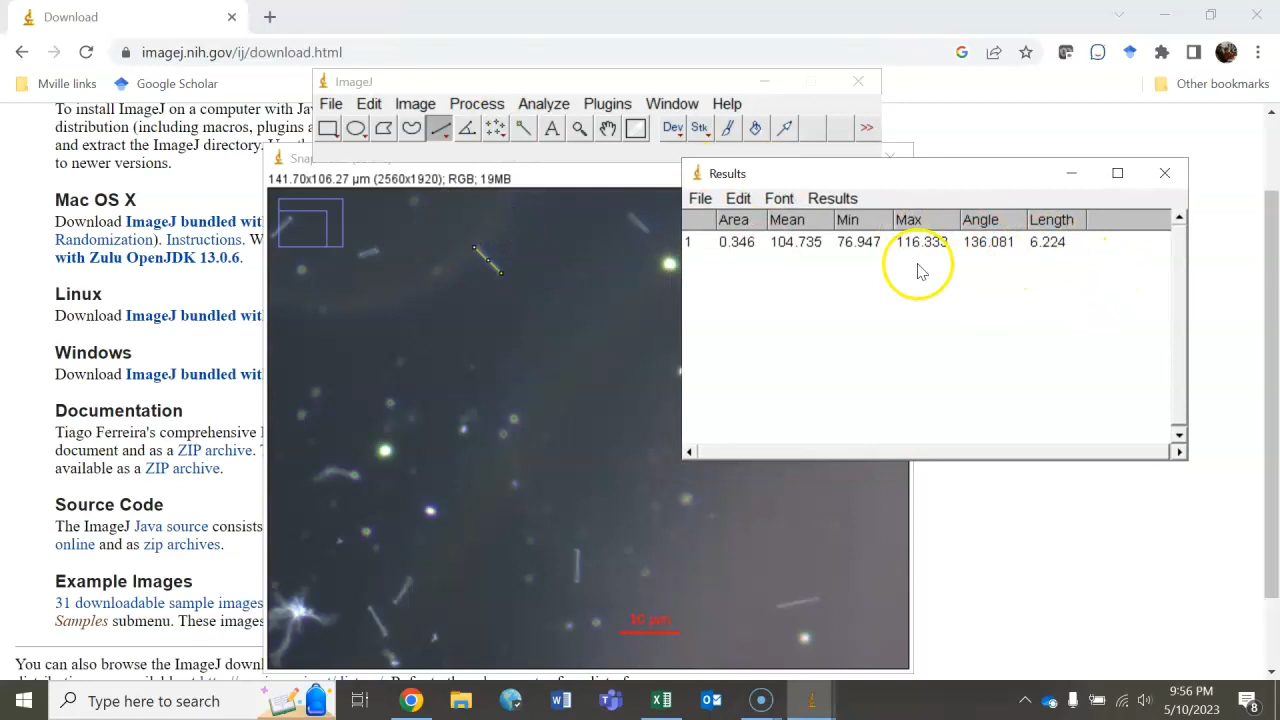 Download
imagej.nih.gov/ij/download.html
Mville links
Google Scholar
Other bookmarks
To install ImageJ on a computer with
distribution (including macros, plugins
and extract the ImageJ directory.
to newer versions.
Mac OS X
Download ImageJ bundled
Randomization). Instructions.
with Zulu OpenJDK 13.0.6.
Linux
Download ImageJ bundled
Windows
Download ImageJ bundled
Documentation
Tiago Ferreira's comprehensive
document and as a ZIP archive.
available as a ZIP archive.
Source Code
The ImageJ Java source consists
online and as zip archives.
Example Images
31 downloadable sample images
Samples submenu. These images
You can also browse the ImageJ
ImageJ
File Edit Image Process Analyze Plugins Window Help
Dev Stk >>
141.70x106.27 µm (2560x1920); RGB; 19MB
10 µm
Results
File Edit Font Results
Area Mean Min Max Angle Length
1 0.346 104.735 76.947 116.333 136.081 6.224
Type here to search
9:56 PM
5/10/2023
8